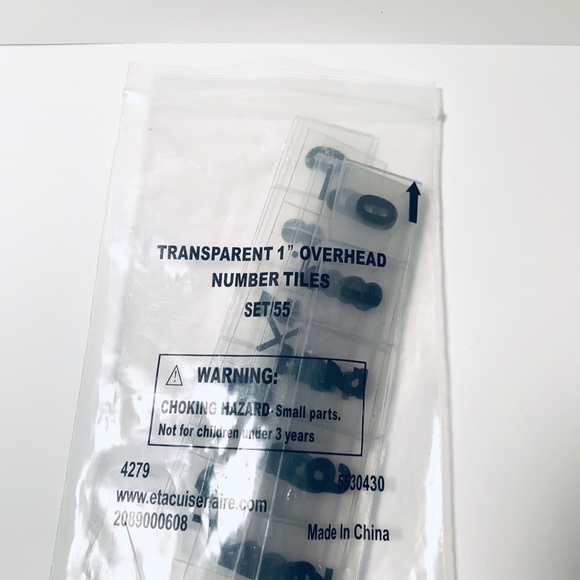 TRANSPARENT 1" OVERHEAD
NUMBER TILES
SET/55
WARNING:
CHOKING HAZARD-Small parts.
Not for children under 3 years
4279
www.etacuisenaire.com
2089000608
Made In China
0